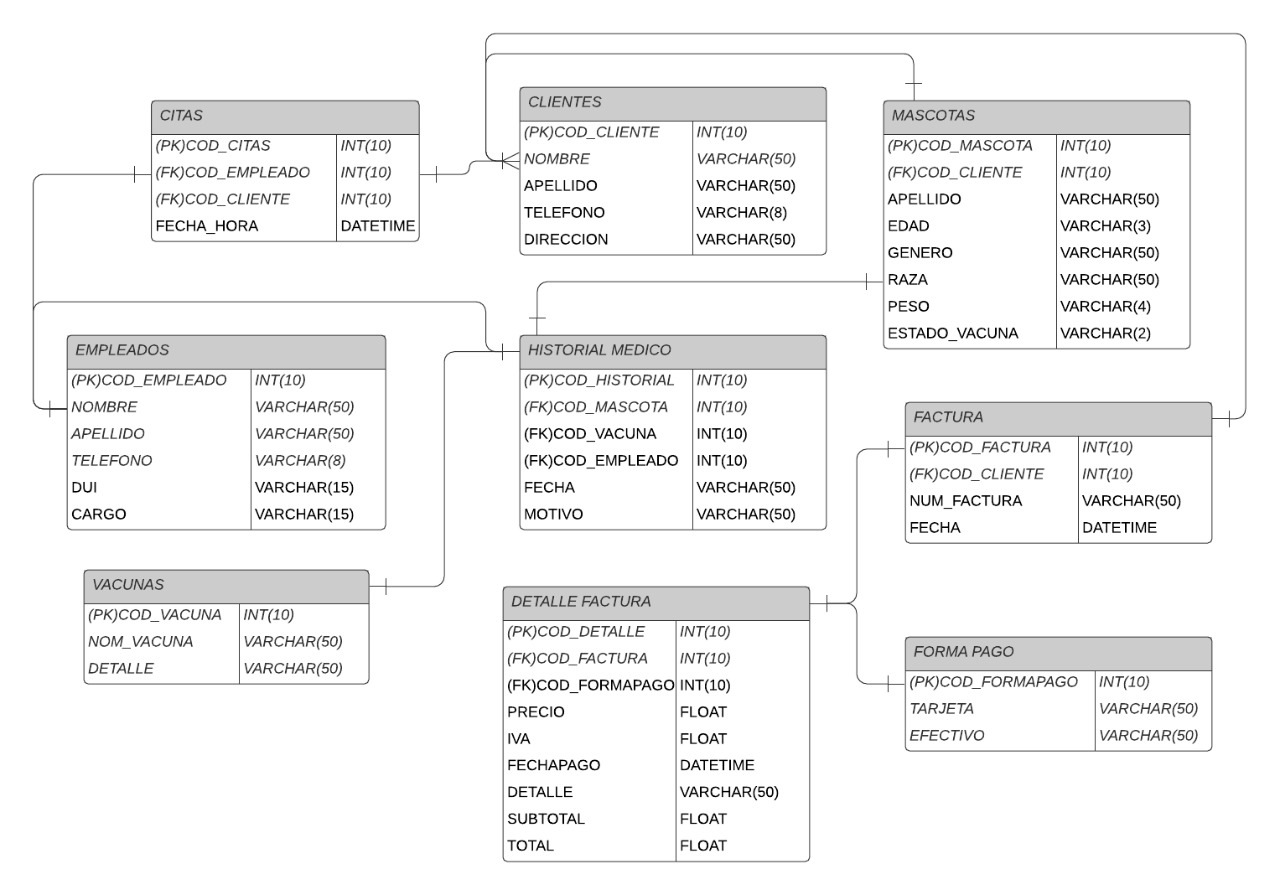 CITAS
(PK)COD_CITAS INT(10)
(FK)COD_EMPLEADO INT(10)
(FK)COD_CLIENTE INT(10)
FECHA_HORA DATETIME
CLIENTES
(PK)COD_CLIENTE INT(10)
NOMBRE VARCHAR(50)
APELLIDO VARCHAR(50)
TELEFONO VARCHAR(8)
DIRECCION VARCHAR(50)
MASCOTAS
(PK)COD_MASCOTA INT(10)
(FK)COD_CLIENTE INT(10)
APELLIDO VARCHAR(50)
EDAD VARCHAR(3)
GENERO VARCHAR(50)
RAZA VARCHAR(50)
PESO VARCHAR(4)
ESTADO_VACUNA VARCHAR(2)
EMPLEADOS
(PK)COD_EMPLEADO INT(10)
NOMBRE VARCHAR(50)
APELLIDO VARCHAR(50)
TELEFONO VARCHAR(8)
DUI VARCHAR(15)
CARGO VARCHAR(15)
HISTORIAL MEDICO
(PK)COD_HISTORIAL INT(10)
(FK)COD_MASCOTA INT(10)
(FK)COD_VACUNA INT(10)
(FK)COD_EMPLEADO INT(10)
FECHA VARCHAR(50)
MOTIVO VARCHAR(50)
FACTURA
(PK)COD_FACTURA INT(10)
(FK)COD_CLIENTE INT(10)
NUM_FACTURA VARCHAR(50)
FECHA DATETIME
VACUNAS
(PK)COD_VACUNA INT(10)
NOM_VACUNA VARCHAR(50)
DETALLE VARCHAR(50)
DETALLE FACTURA
(PK)COD_DETALLE INT(10)
(FK)COD_FACTURA INT(10)
(FK)COD_FORMAPAGO INT(10)
PRECIO FLOAT
IVA FLOAT
FECHAPAGO DATETIME
DETALLE VARCHAR(50)
SUBTOTAL FLOAT
TOTAL FLOAT
FORMA PAGO
(PK)COD_FORMAPAGO INT(10)
TARJETA VARCHAR(50)
EFECTIVO VARCHAR(50)